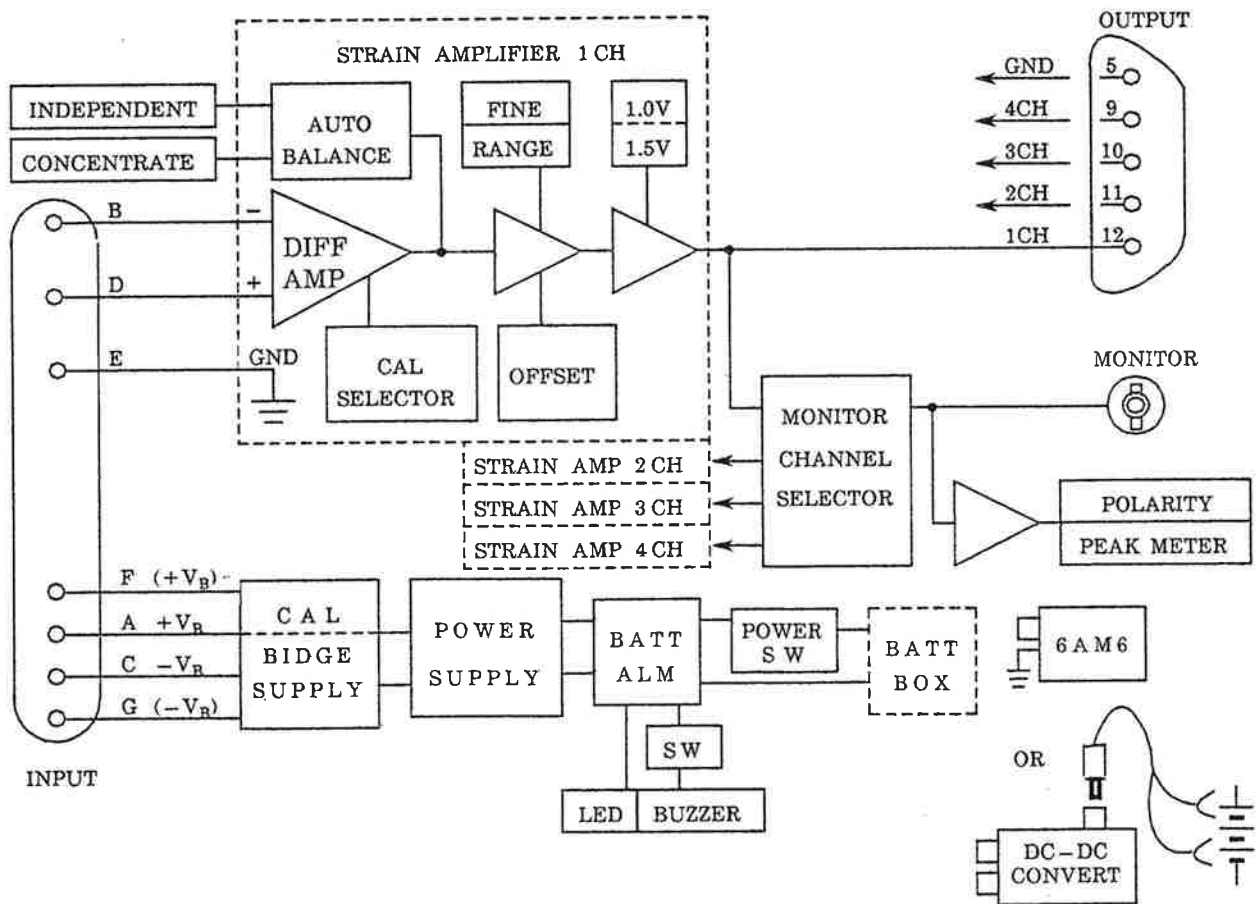 OUTPUT
STRAIN AMPLIFIER 1 CH
GND 5
INDEPENDENT
AUTO
BALANCE
FINE
RANGE
1.0V
1.5V
4CH 9
CONCENTRATE
3CH 10
2CH 11
B −
1CH 12
DIFF
AMP
D +
E GND
CAL
SELECTOR
OFFSET
MONITOR
MONITOR
CHANNEL
SELECTOR
STRAIN AMP 2 CH
STRAIN AMP 3 CH
STRAIN AMP 4 CH
POLARITY
PEAK METER
F (+VB)
A +VB
C −VB
G (−VB)
CAL
BIDGE
SUPPLY
POWER
SUPPLY
BATT
ALM
POWER
SW
BATT
BOX
6AM6
SW
INPUT
OR
LED BUZZER
DC−DC
CONVERT